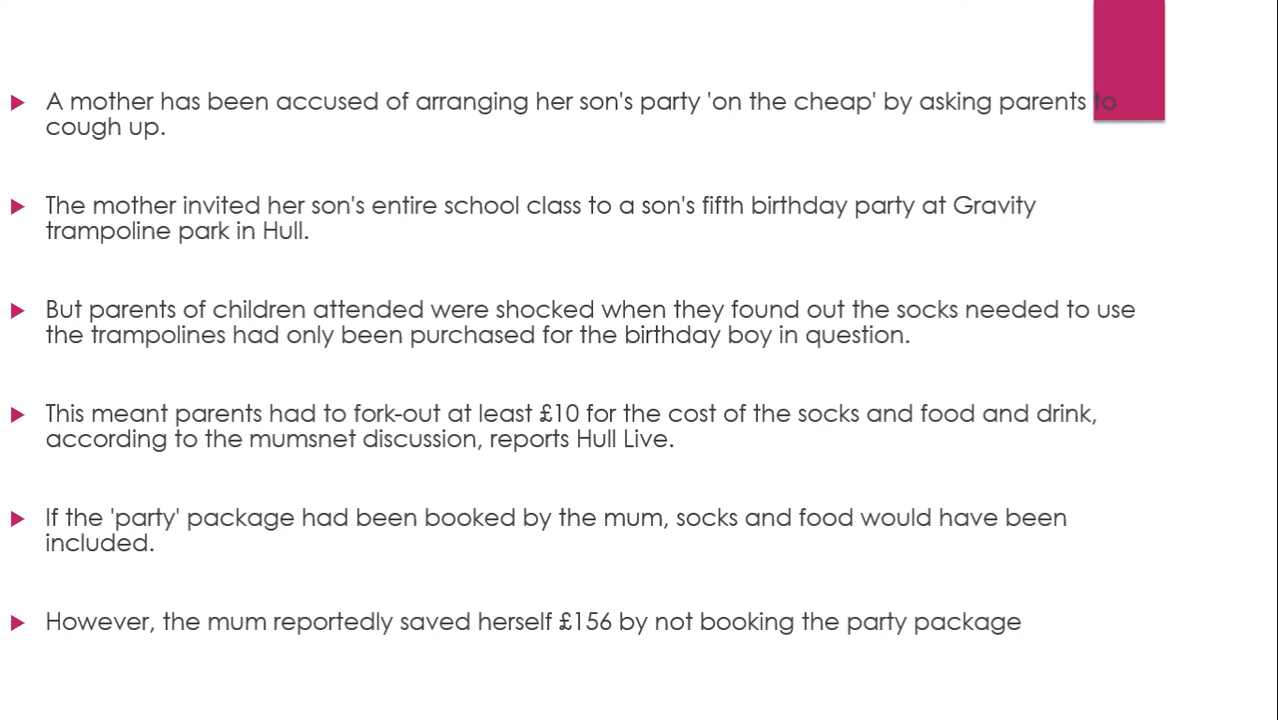 A mother has been accused of arranging her son's party 'on the cheap' by asking parents to
cough up.
The mother invited her son's entire school class to a son's fifth birthday party at Gravity
trampoline park in Hull.
But parents of children attended were shocked when they found out the socks needed to use
the trampolines had only been purchased for the birthday boy in question.
This meant parents had to fork-out at least £10 for the cost of the socks and food and drink,
according to the mumsnet discussion, reports Hull Live.
If the 'party' package had been booked by the mum, socks and food would have been
included.
However, the mum reportedly saved herself £156 by not booking the party package